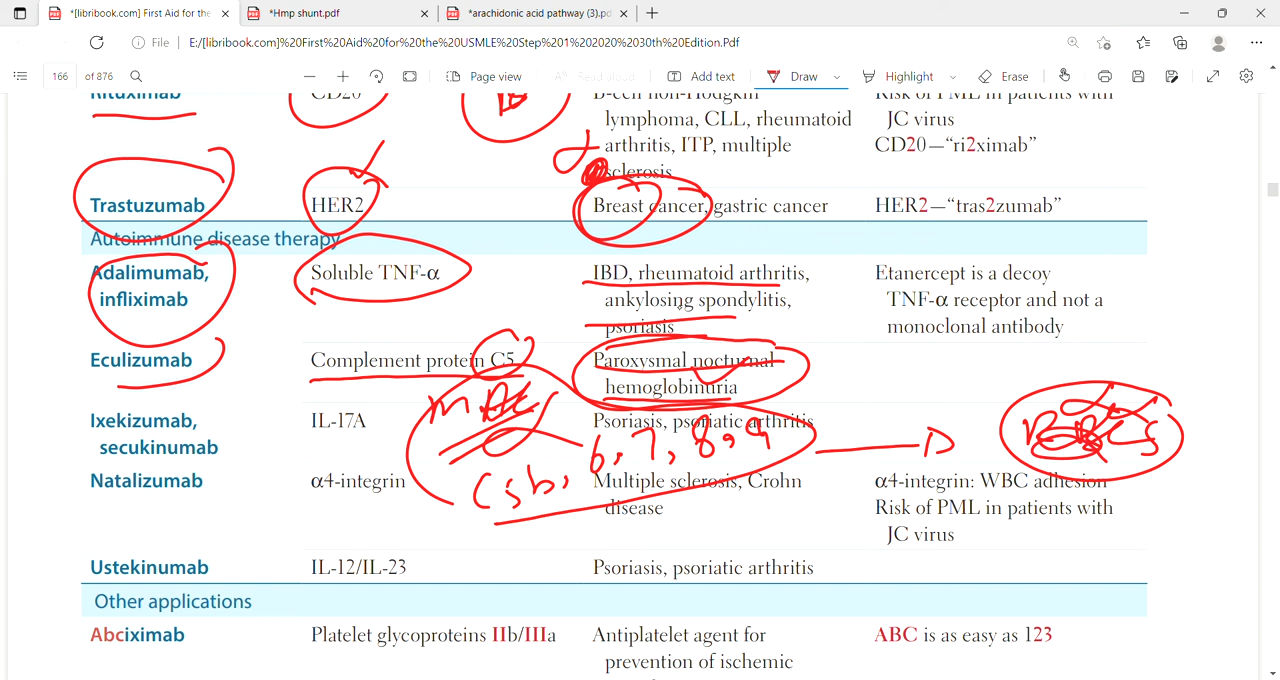 [libribook.com] First Aid for the
*Hmp shunt.pdf
*arachidonic acid pathway (3).pd
File E:/[libribook.com]%20First%20Aid%20for%20the%20USMLE%20Step%201%202020%2030th%20Edition.Pdf
166 of 876 Page view Read aloud Add text Draw Highlight Erase
Rituximab CD20 B-cell non-Hodgkin Risk of PML in patients with
lymphoma, CLL, rheumatoid JC virus
arthritis, ITP, multiple CD20—“ri2ximab”
sclerosis
Trastuzumab HER2 Breast cancer, gastric cancer HER2—“tras2zumab”
Autoimmune disease therapy
Adalimumab, Soluble TNF-α IBD, rheumatoid arthritis, Etanercept is a decoy
infliximab ankylosing spondylitis, TNF-α receptor and not a
psoriasis monoclonal antibody
Eculizumab Complement protein C5 Paroxysmal nocturnal
hemoglobinuria
MAC
Ixekizumab, IL-17A Psoriasis, psoriatic arthritis
secukinumab
C5b, 6, 7, 8, 9
RBCs
Natalizumab α4-integrin Multiple sclerosis, Crohn α4-integrin: WBC adhesion
disease Risk of PML in patients with
JC virus
Ustekinumab IL-12/IL-23 Psoriasis, psoriatic arthritis
Other applications
Abciximab Platelet glycoproteins IIb/IIIa Antiplatelet agent for ABC is as easy as 123
prevention of ischemic